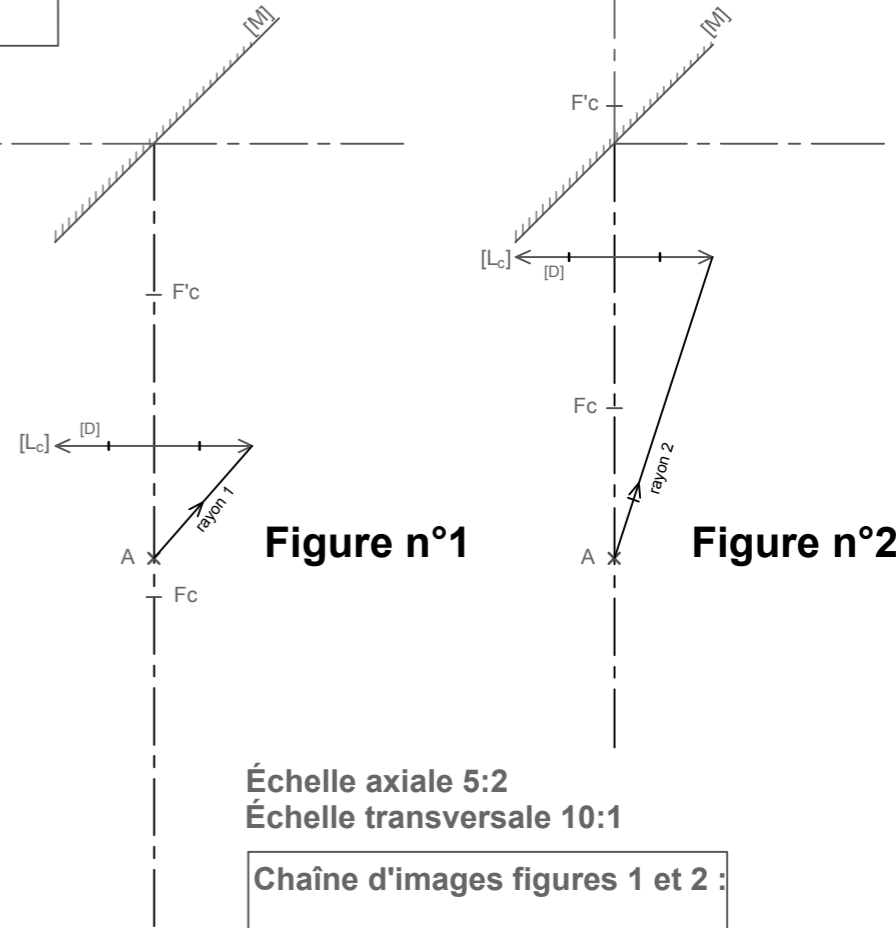 [M]
[M]
F'c
[Lc]
[D]
F'c
Fc
[Lc]
[D]
rayon 2
rayon 1
Figure n°1
Figure n°2
A
A
Fc
Échelle axiale 5:2
Échelle transversale 10:1
Chaîne d'images figures 1 et 2 :